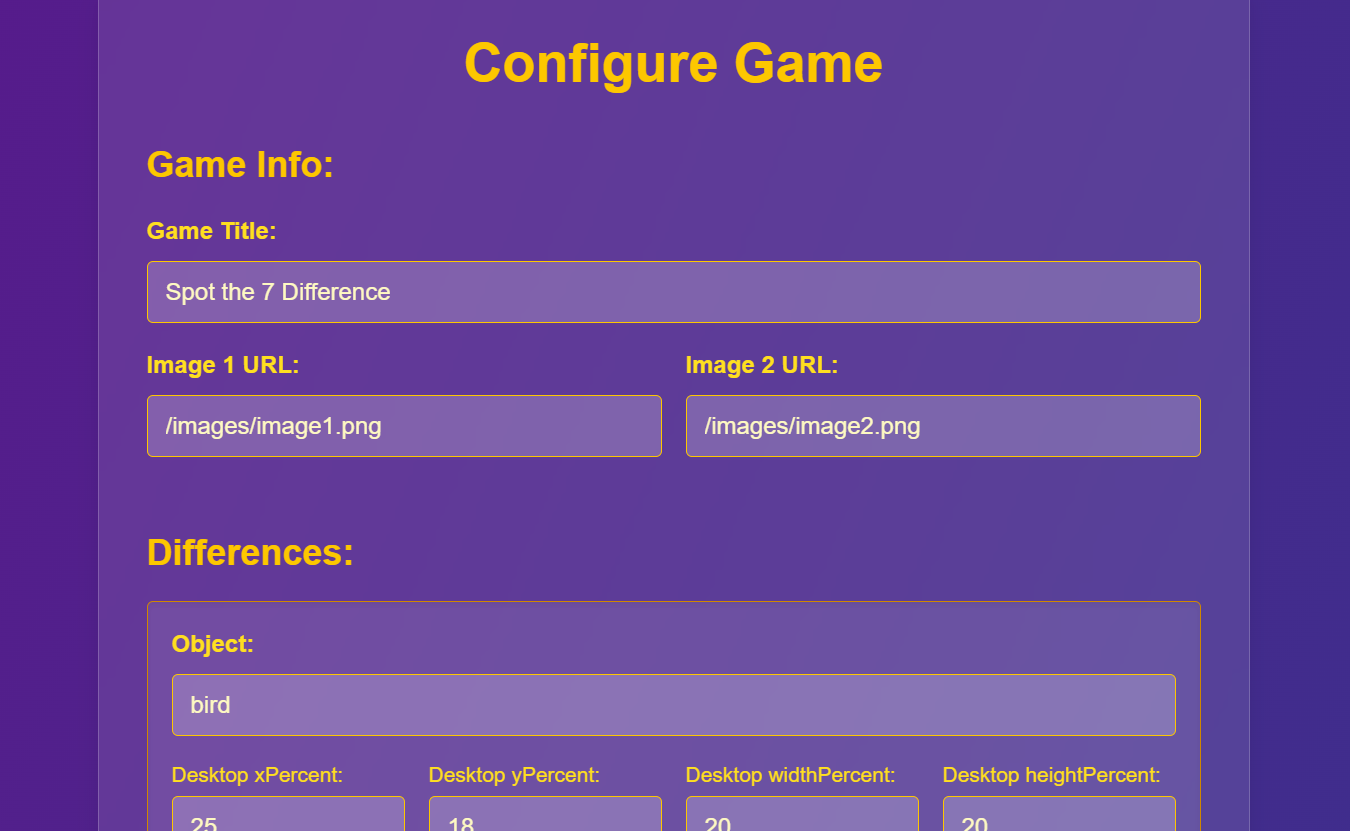 Configure Game
Game Info:
Game Title:
Spot the 7 Difference
Image 1 URL: Image 2 URL:
/images/image1.png /images/image2.png
Differences:
Object:
bird
Desktop xPercent: Desktop yPercent: Desktop widthPercent: Desktop heightPercent:
25 18 20 20